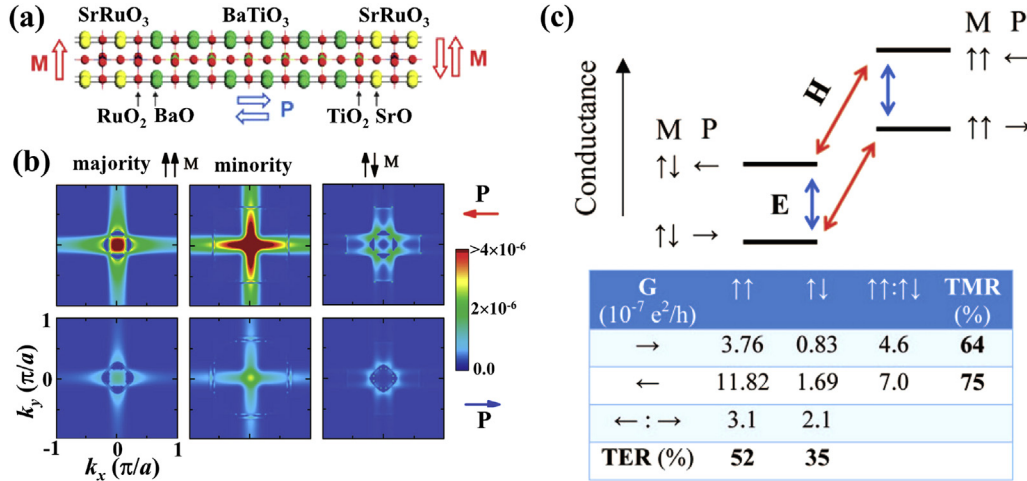 (a)
SrRuO3 BaTiO3 SrRuO3
M M
RuO2 BaO P TiO2 SrO
(b)
majority ↑↑ M minority ↑↓ M
P
>4×10⁻⁶
2×10⁻⁶
0.0
P
1
0
-1 0 1
ky (π/a)
kx (π/a)
(c)
Conductance
M P
↑↑ ←
H
↑↑ →
M P
↑↓ ←
E
↑↓ →
G ↑↑ ↑↓ ↑↑:↑↓ TMR
(10⁻⁷ e²/h) (%)
→ 3.76 0.83 4.6 64
← 11.82 1.69 7.0 75
← : → 3.1 2.1
TER (%) 52 35